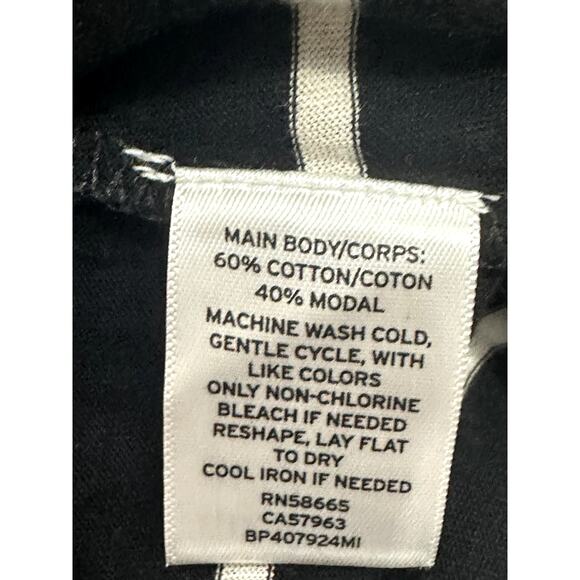 MAIN BODY/CORPS:
60% COTTON/COTON
40% MODAL
MACHINE WASH COLD,
GENTLE CYCLE, WITH
LIKE COLORS
ONLY NON-CHLORINE
BLEACH IF NEEDED
RESHAPE, LAY FLAT
TO DRY
COOL IRON IF NEEDED
RN58665
CA57963
BP407924MI